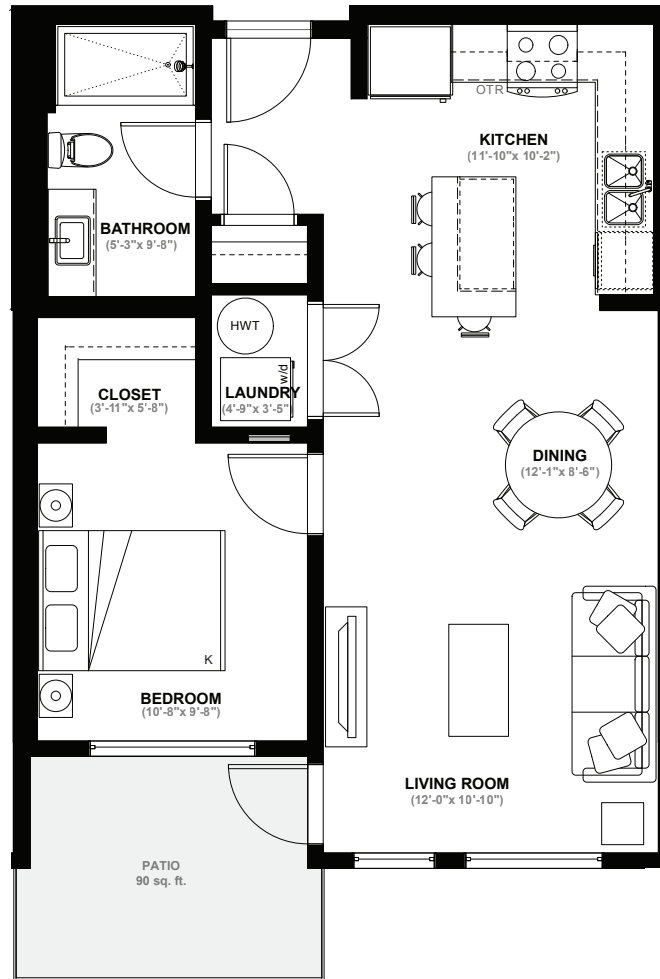 OTR
KITCHEN
(11'-10"x 10'-2")
BATHROOM
(5'-3"x 9'-8")
HWT
w/d
CLOSET
(3'-11"x 5'-8")
LAUNDRY
(4'-9"x 3'-5"
DINING
(12'-1"x 8'-6")
K
BEDROOM
(10'-8"x 9'-8")
LIVING ROOM
(12'-0"x 10'-10")
PATIO
90 sq. ft.